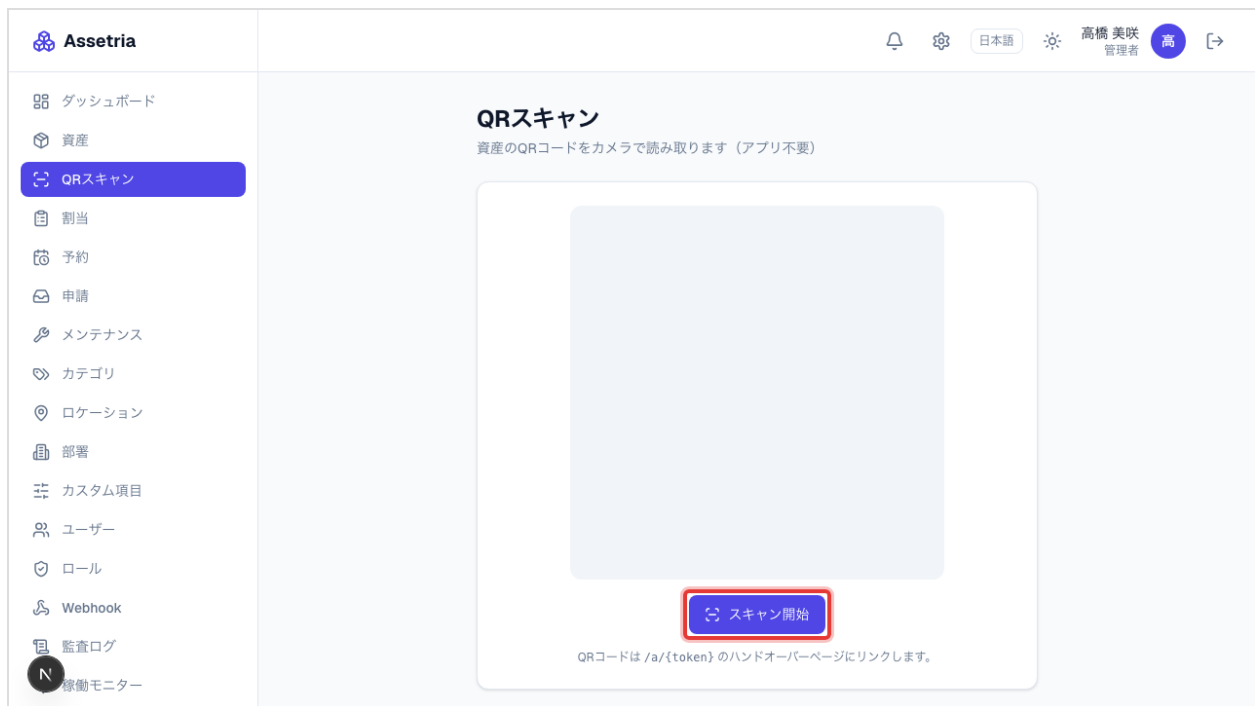 Assetria
日本語
高橋 美咲
管理者
高
ダッシュボード
資産
QRスキャン
割当
予約
申請
メンテナンス
カテゴリ
ロケーション
部署
カスタム項目
ユーザー
ロール
Webhook
監査ログ
N
稼働モニター
QRスキャン
資産のQRコードをカメラで読み取ります（アプリ不要）
スキャン開始
QRコードは /a/{token} のハンドオーバーページにリンクします。